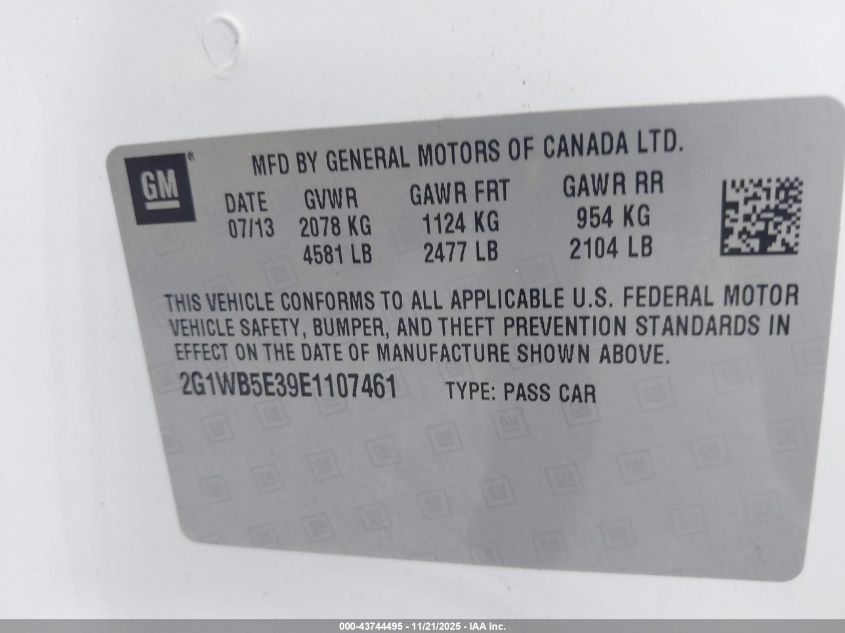 GM®
MFD BY GENERAL MOTORS OF CANADA LTD.
DATE GVWR GAWR FRT GAWR RR
07/13 2078 KG 1124 KG 954 KG
4581 LB 2477 LB 2104 LB
THIS VEHICLE CONFORMS TO ALL APPLICABLE U.S. FEDERAL MOTOR
VEHICLE SAFETY, BUMPER, AND THEFT PREVENTION STANDARDS IN
EFFECT ON THE DATE OF MANUFACTURE SHOWN ABOVE.
2G1WB5E39E1107461 TYPE: PASS CAR
000-43744495 - 11/21/2025 - IAA Inc.